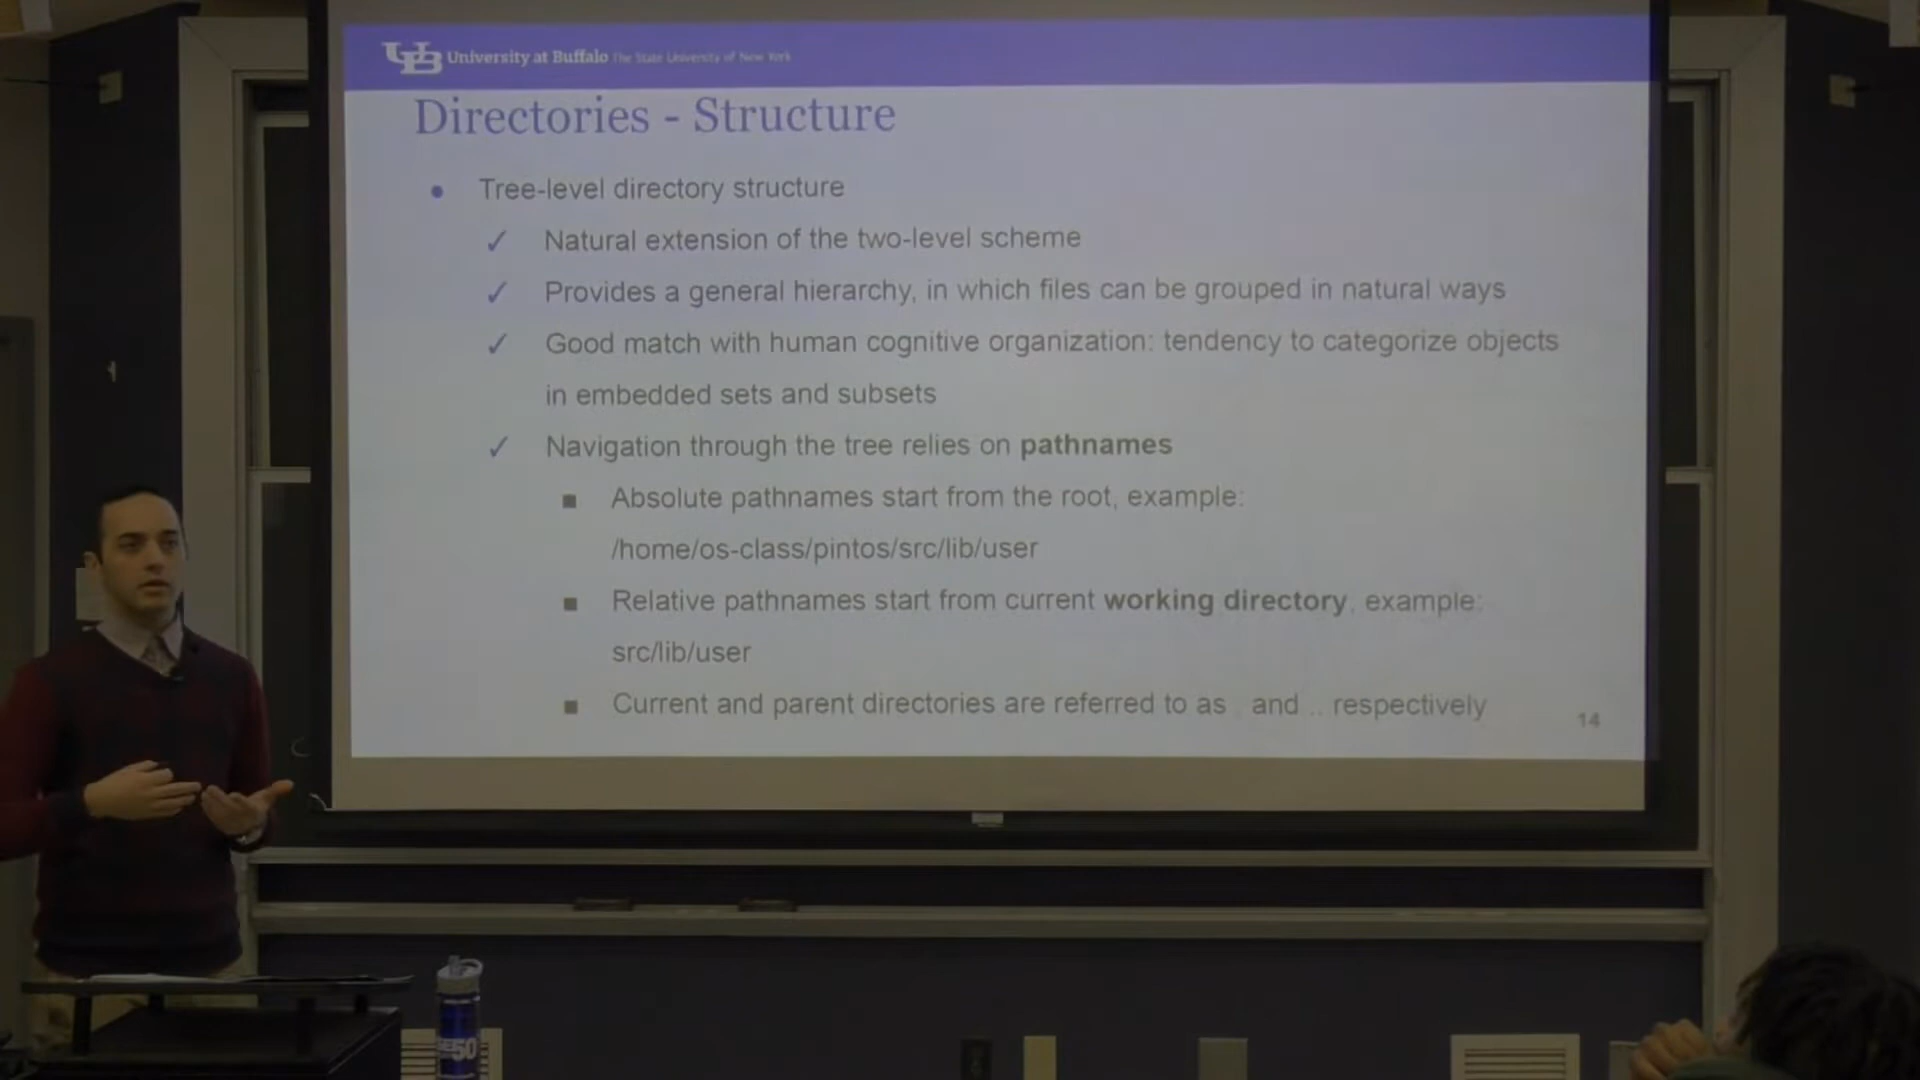 UB University at Buffalo The State University of New York
Directories - Structure
• Tree-level directory structure
✓ Natural extension of the two-level scheme
✓ Provides a general hierarchy, in which files can be grouped in natural ways
✓ Good match with human cognitive organization: tendency to categorize objects
in embedded sets and subsets
✓ Navigation through the tree relies on pathnames
▪ Absolute pathnames start from the root, example:
/home/os-class/pintos/src/lib/user
▪ Relative pathnames start from current working directory, example:
src/lib/user
▪ Current and parent directories are referred to as . and .. respectively
14
50